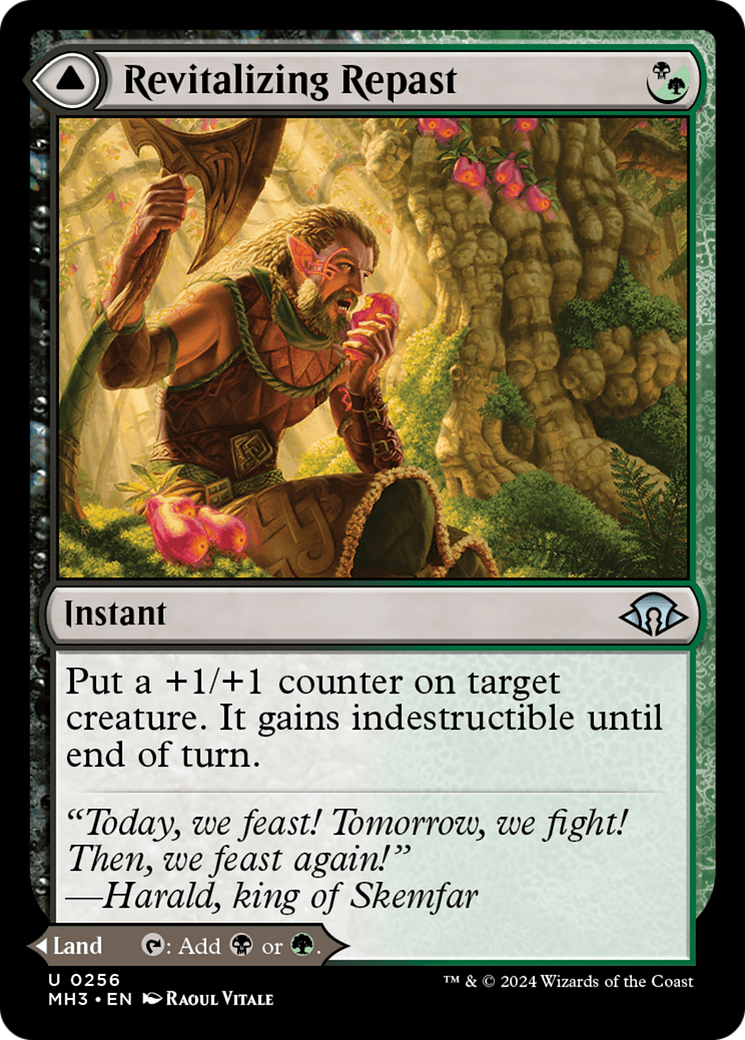 Revitalizing Repast
Instant
Put a +1/+1 counter on target
creature. It gains indestructible until
end of turn.
“Today, we feast! Tomorrow, we fight!
Then, we feast again!”
—Harald, king of Skemfar
Land : Add or .
U 0256
MH3 • EN Raoul Vitale
™ & © 2024 Wizards of the Coast